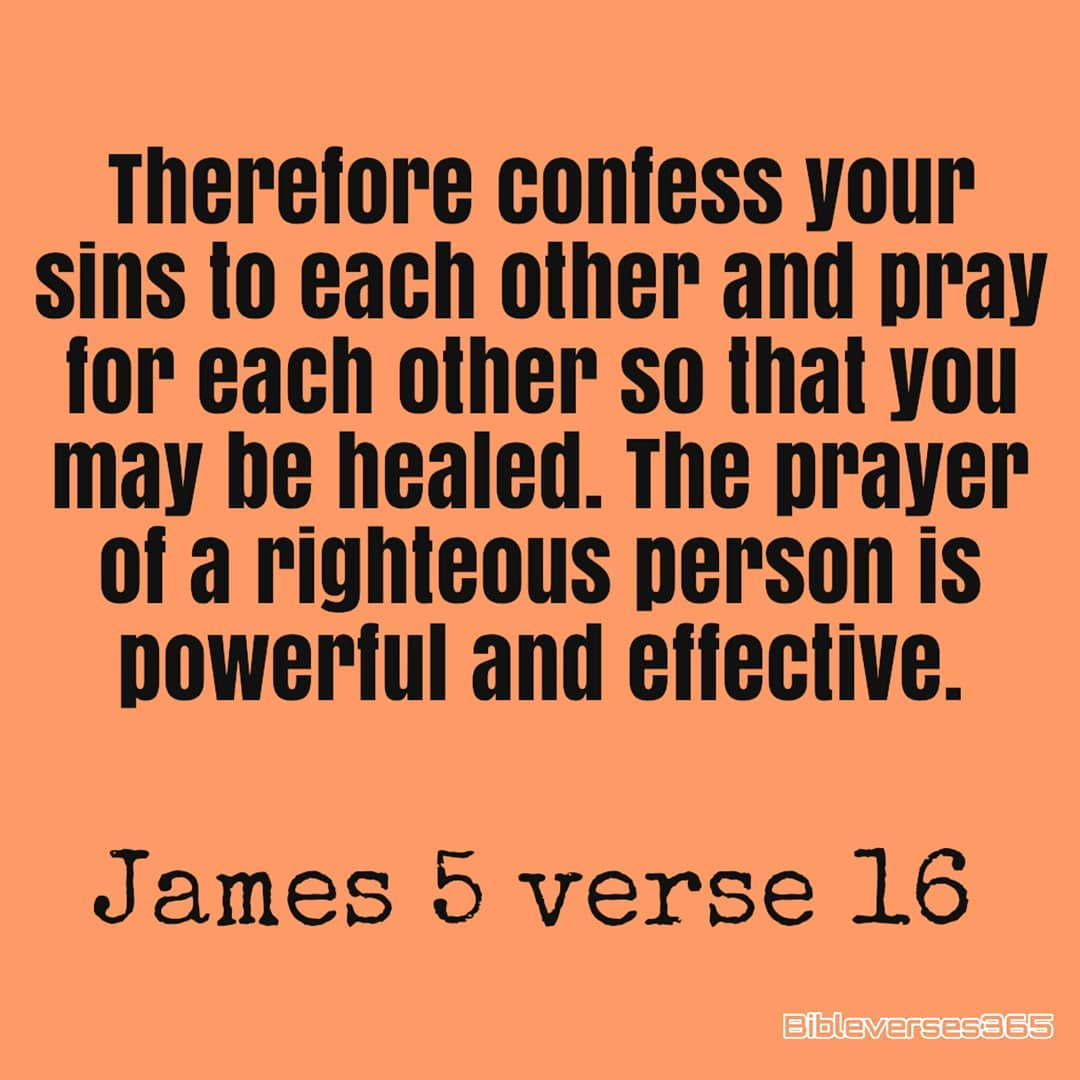 Therefore confess your
sins to each other and pray
for each other so that you
may be healed. The prayer
of a righteous person is
powerful and effective.
James 5 verse 16
Bibleverses365